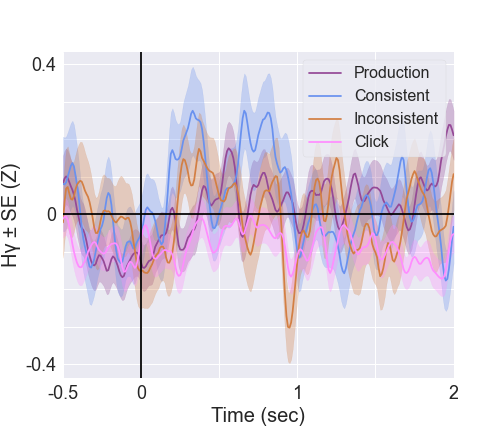 Production
Consistent
Inconsistent
Click
0.4
0
-0.4
Hγ ± SE (Z)
-0.5 0 1 2
Time (sec)